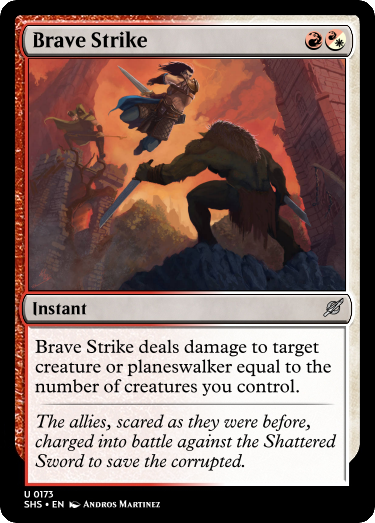 Brave Strike
Instant
Brave Strike deals damage to target
creature or planeswalker equal to the
number of creatures you control.
The allies, scared as they were before,
charged into battle against the Shattered
Sword to save the corrupted.
U 0173
SHS • EN Andros Martinez